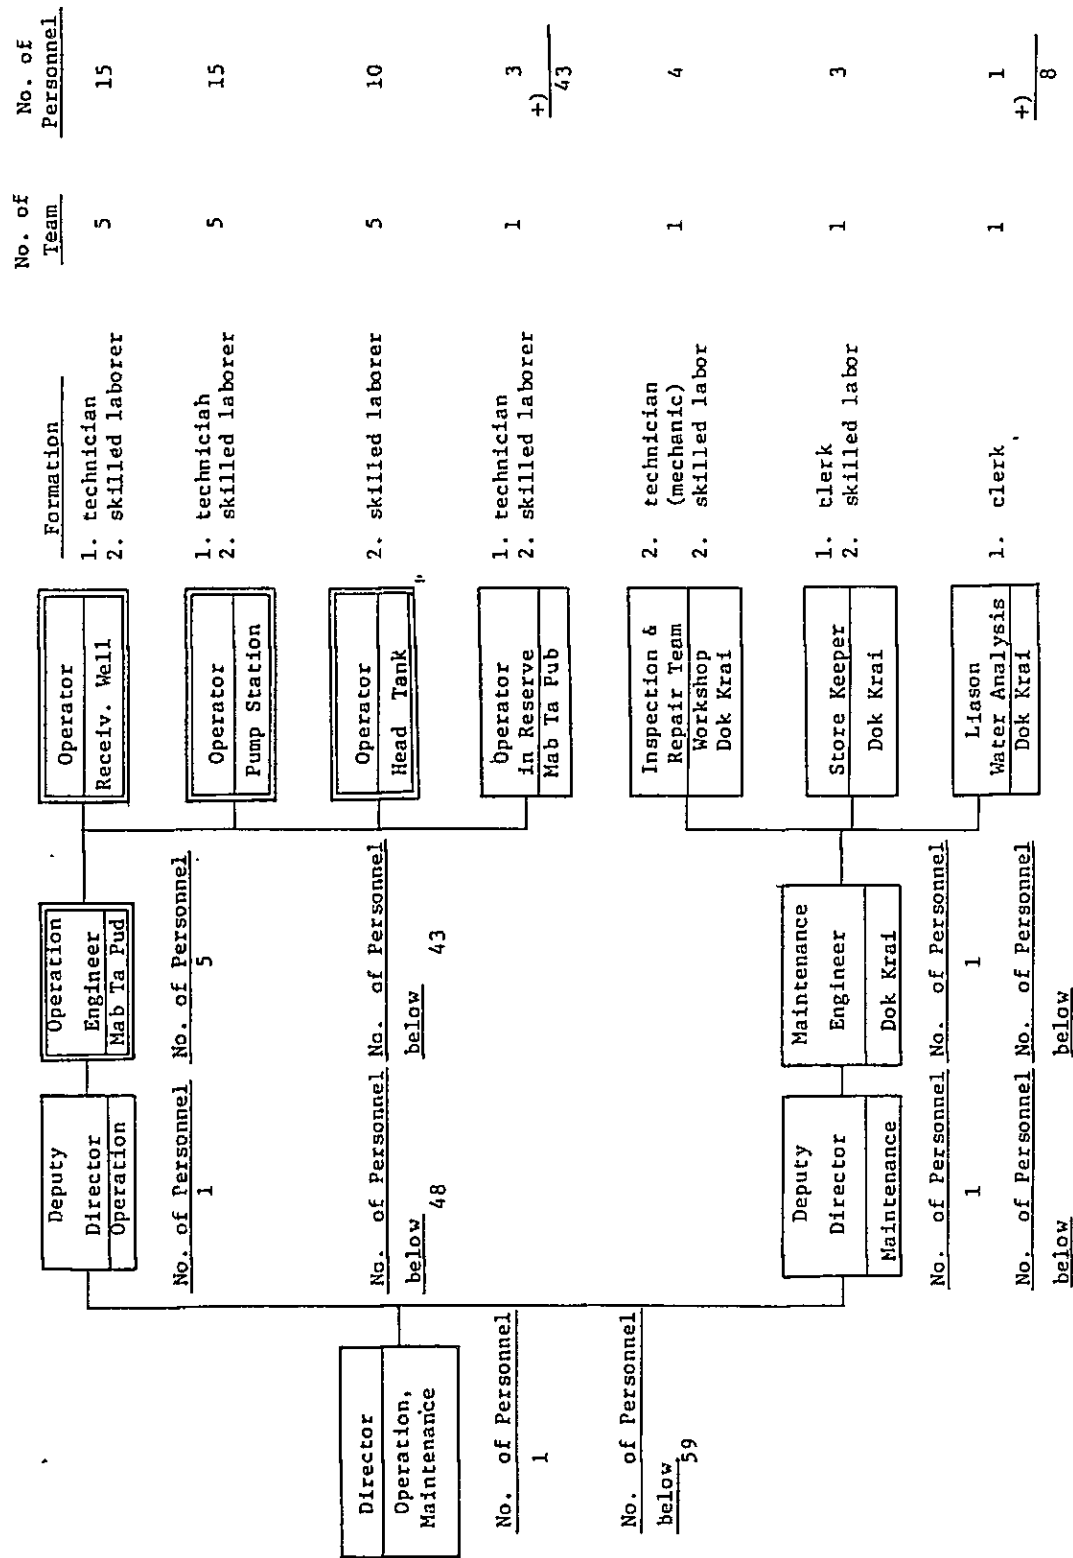 Formation
No. of
Team
No. of
Personnel
Director
Operation,
Maintenance
No. of Personnel
1
No. of Personnel
below
59
Deputy
Director
Operation
No. of Personnel
1
No. of Personnel
below
48
Operation
Engineer
Mab Ta Pud
No. of Personnel
5
No. of Personnel
below
43
Operator
Receiv. Well
1. technician
2. skilled laborer
5
15
Operator
Pump Station
1. techniciah
2. skilled laborer
5
15
Operator
Head Tank
2. skilled laborer
5
10
Operator
in Reserve
Mab Ta Pub
1. technician
2. skilled laborer
1
3
+)
43
Deputy
Director
Maintenance
No. of Personnel
1
No. of Personnel
below
Maintenance
Engineer
Dok Krai
No. of Personnel
1
No. of Personnel
below
Inspection &
Repair Team
Workshop
Dok Krai
2. technician
(mechanic)
2. skilled labor
1
4
Store Keeper
Dok Krai
1. clerk
2. skilled labor
1
3
Liason
Water Analysis
Dok Krai
1. clerk
1
1
+)
8